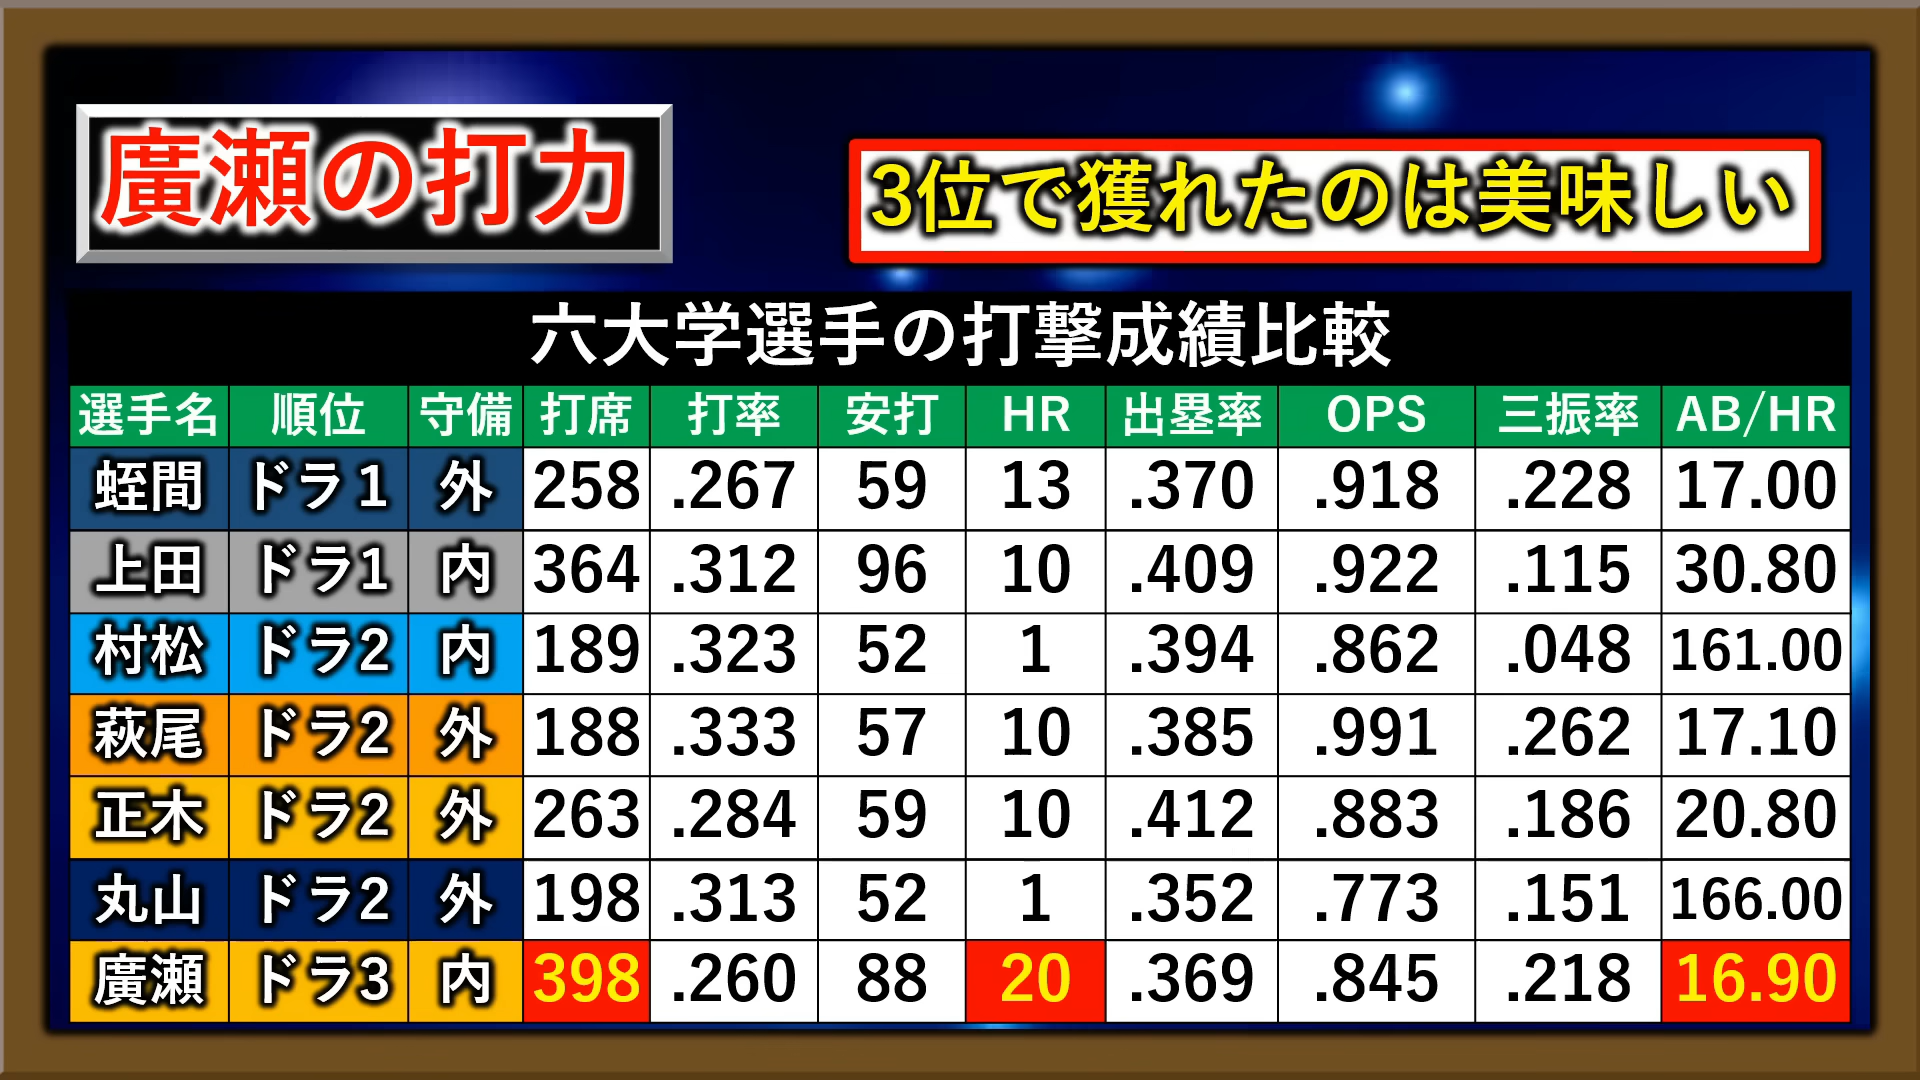 廣瀬の打力
3位で獲れたのは美味しい
六大学選手の打撃成績比較
選手名 順位 守備 打席 打率 安打 HR 出塁率 OPS 三振率 AB/HR
蛭間 ドラ１ 外 258 .267 59 13 .370 .918 .228 17.00
上田 ドラ1 内 364 .312 96 10 .409 .922 .115 30.80
村松 ドラ2 内 189 .323 52 1 .394 .862 .048 161.00
萩尾 ドラ2 外 188 .333 57 10 .385 .991 .262 17.10
正木 ドラ2 外 263 .284 59 10 .412 .883 .186 20.80
丸山 ドラ2 外 198 .313 52 1 .352 .773 .151 166.00
廣瀬 ドラ3 内 398 .260 88 20 .369 .845 .218 16.90